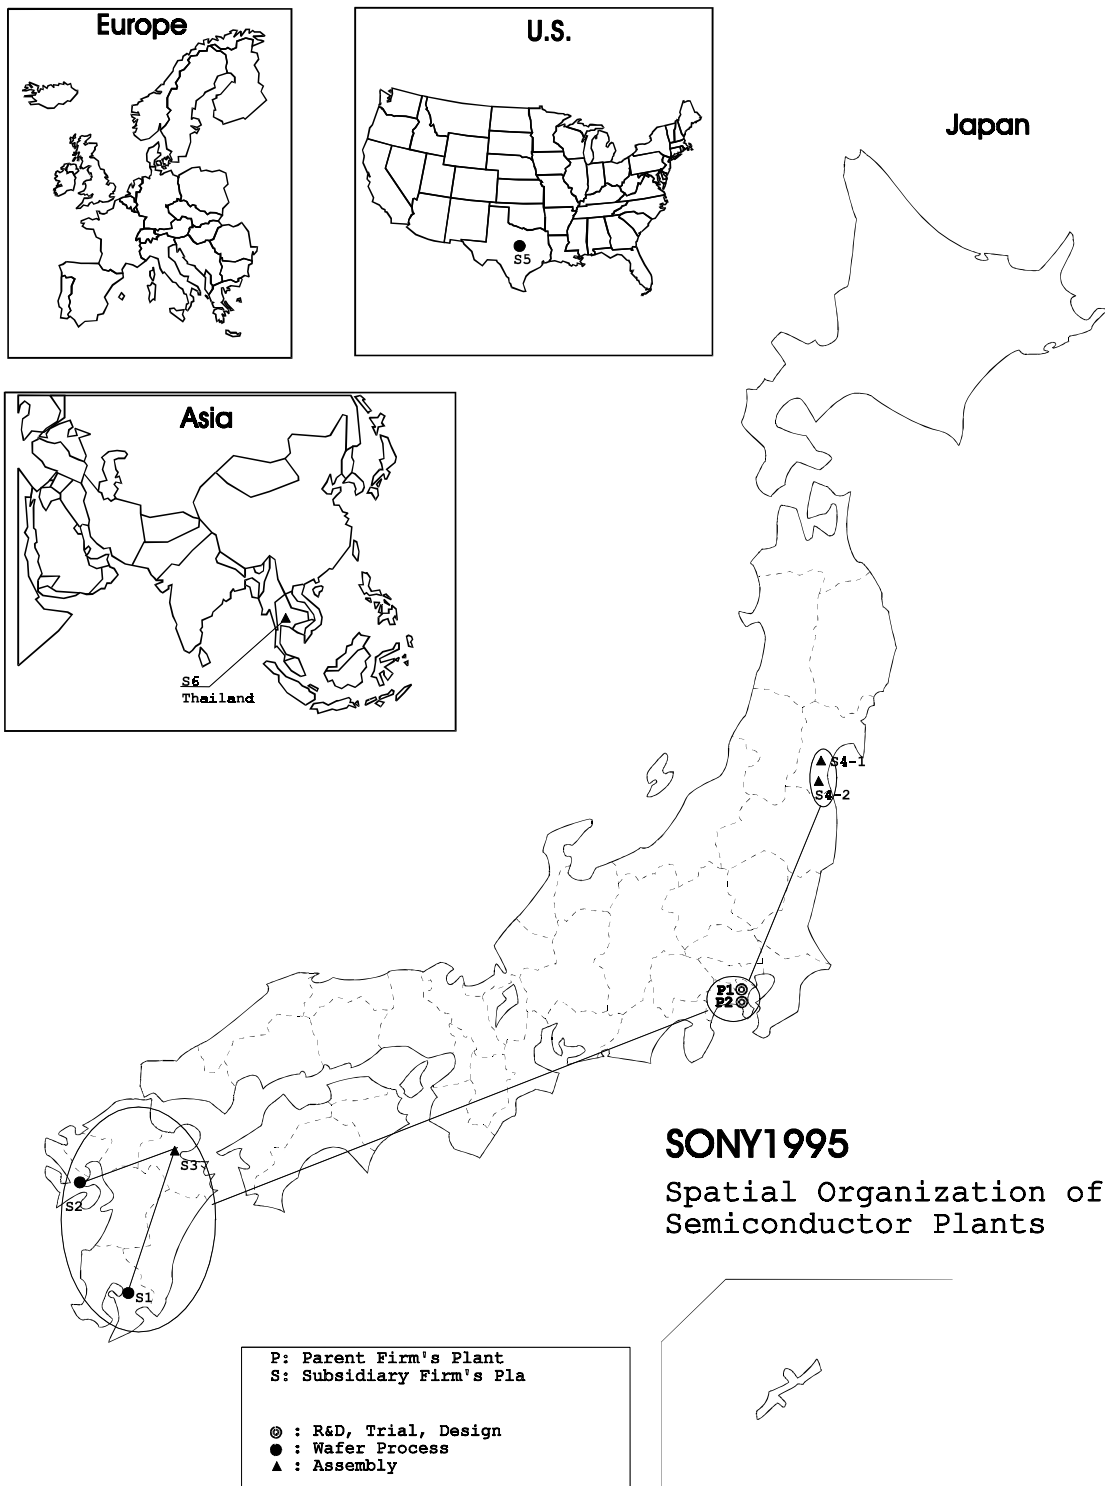 Europe
U.S.
S5
Japan
Asia
S6
Thailand
S4-1
S4-2
P1
P2
S3
S2
S1
SONY1995
Spatial Organization of
Semiconductor Plants
P: Parent Firm's Plant
S: Subsidiary Firm's Pla
: R&D, Trial, Design
: Wafer Process
: Assembly